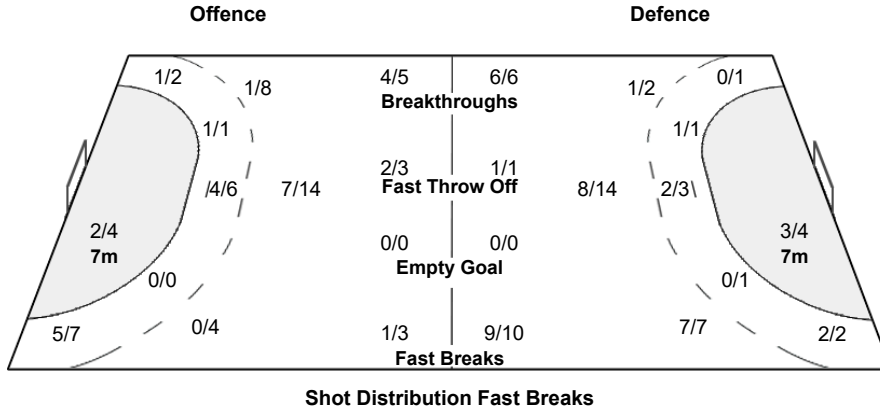 Offence Defence
1/2 1/8 4/5 6/6 1/2 0/1
Breakthroughs
1/1 1/1
2/3 1/1
4/6 7/14 Fast Throw Off 8/14 2/3
2/4 3/4
7m 0/0 0/0 7m
Empty Goal
0/0 0/1
5/7 0/4 1/3 9/10 7/7 2/2
Fast Breaks
Shot Distribution Fast Breaks